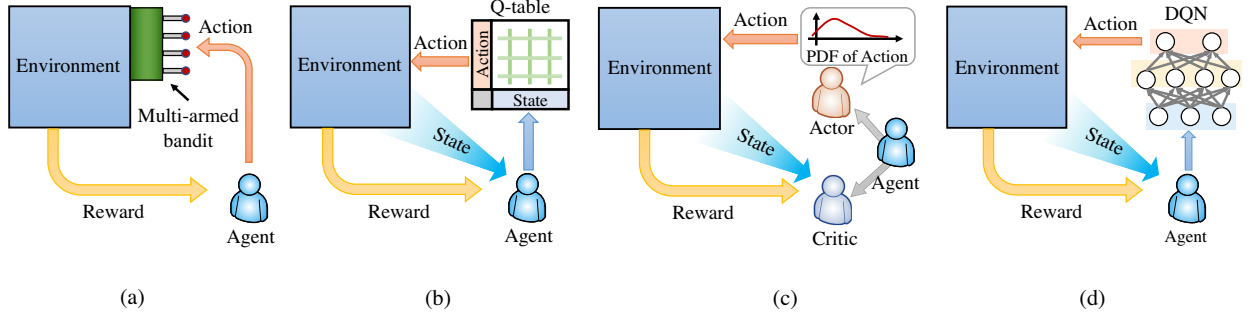 Environment
Action
Multi-armed
bandit
Reward
Agent
(a)
Q-table
Environment
Action
Action
State
State
Reward
Agent
(b)
Environment
Action
PDF of Action
Actor
State
Agent
Reward
Critic
(c)
DQN
Environment
Action
State
Reward
Agent
(d)